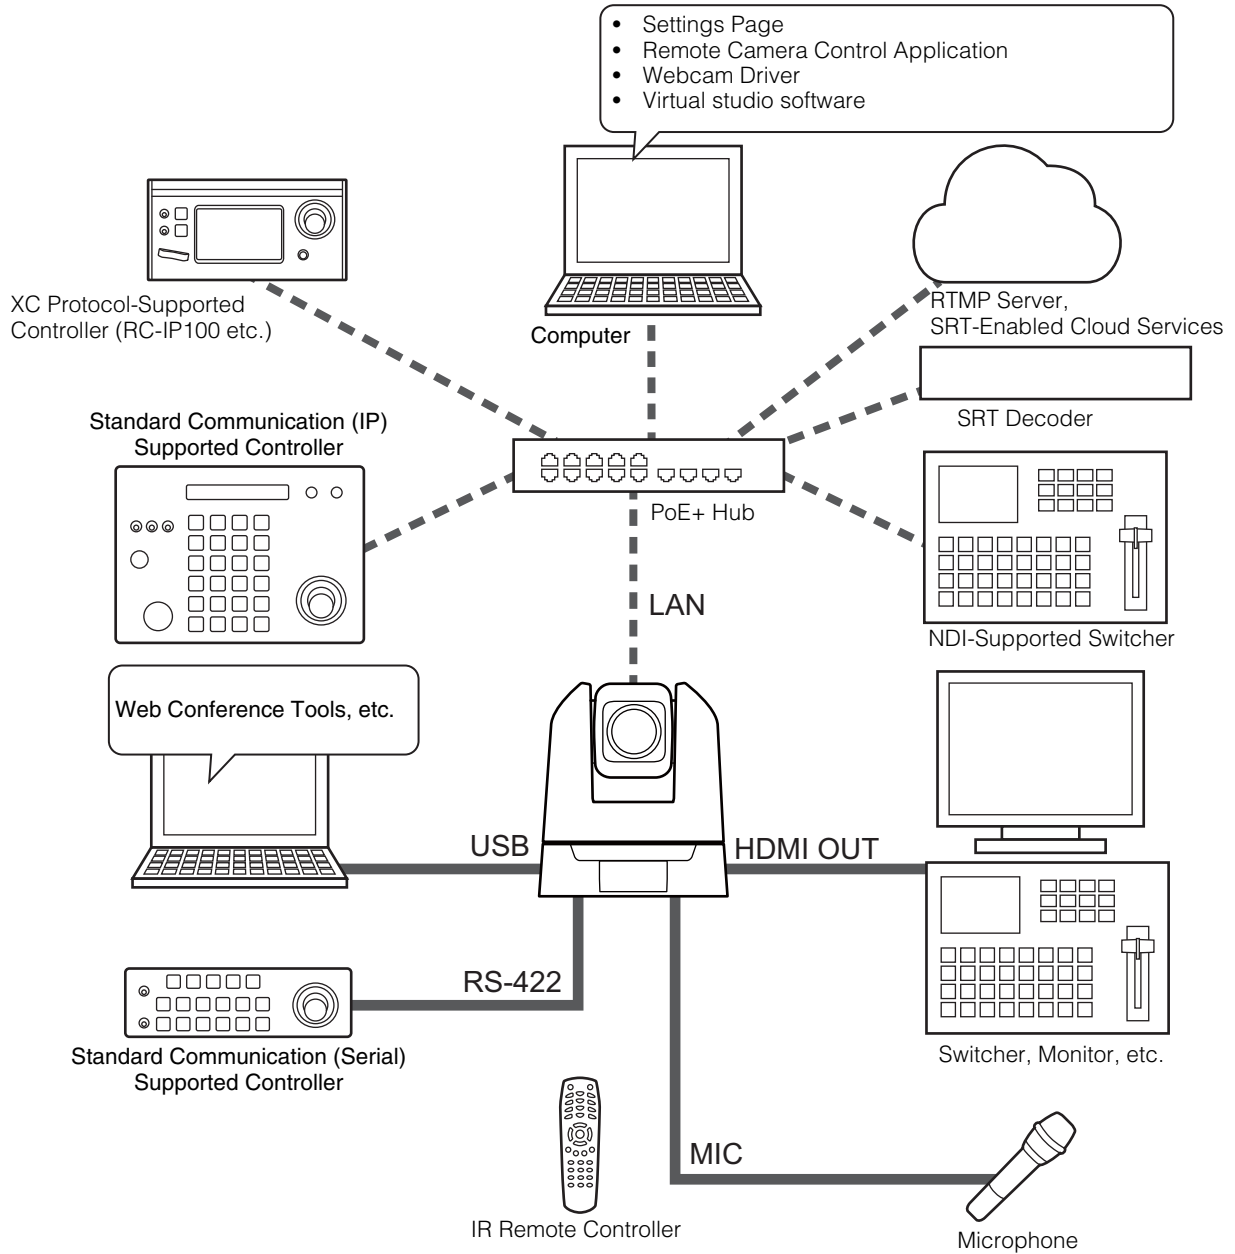 • Settings Page
• Remote Camera Control Application
• Webcam Driver
• Virtual studio software
XC Protocol-Supported
Controller (RC-IP100 etc.)
Computer
RTMP Server,
SRT-Enabled Cloud Services
SRT Decoder
Standard Communication (IP)
Supported Controller
PoE+ Hub
LAN
NDI-Supported Switcher
Web Conference Tools, etc.
USB
HDMI OUT
RS-422
Standard Communication (Serial)
Supported Controller
Switcher, Monitor, etc.
MIC
IR Remote Controller
Microphone